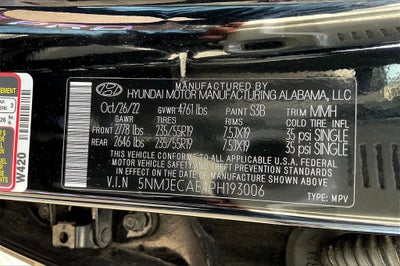 MANUFACTURED BY
HYUNDAI MOTOR MANUFACTURING ALABAMA, LLC
Oct/26/22 GVWR 4761 lbs PAINT S3B TRIM MMH
GAWR TIRES RIMS COLD TIRE INFL
FRONT 2778 lbs 235/55R19 7.5JX19 35 psi SINGLE
REAR 2646 lbs 235/55R19 7.5JX19 35 psi SINGLE
THIS VEHICLE CONFORMS TO ALL APPLICABLE U.S.A. FEDERAL
MOTOR VEHICLE SAFETY, BUMPER, AND THEFT PREVENTION STANDARDS
IN EFFECT ON THE DATE OF MANUFACTURE SHOWN ABOVE.
V.I.N 5NMJECAE4PH193006
TYPE: MPV
W420